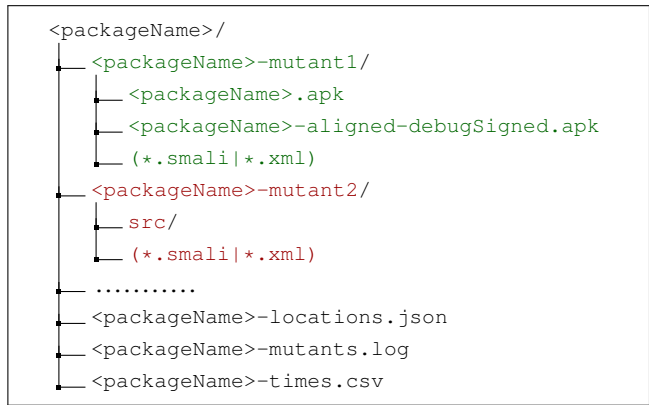 <packageName>/
<packageName>-mutant1/
<packageName>.apk
<packageName>-aligned-debugSigned.apk
(*.smali|*.xml)
<packageName>-mutant2/
src/
(*.smali|*.xml)
...........
<packageName>-locations.json
<packageName>-mutants.log
<packageName>-times.csv